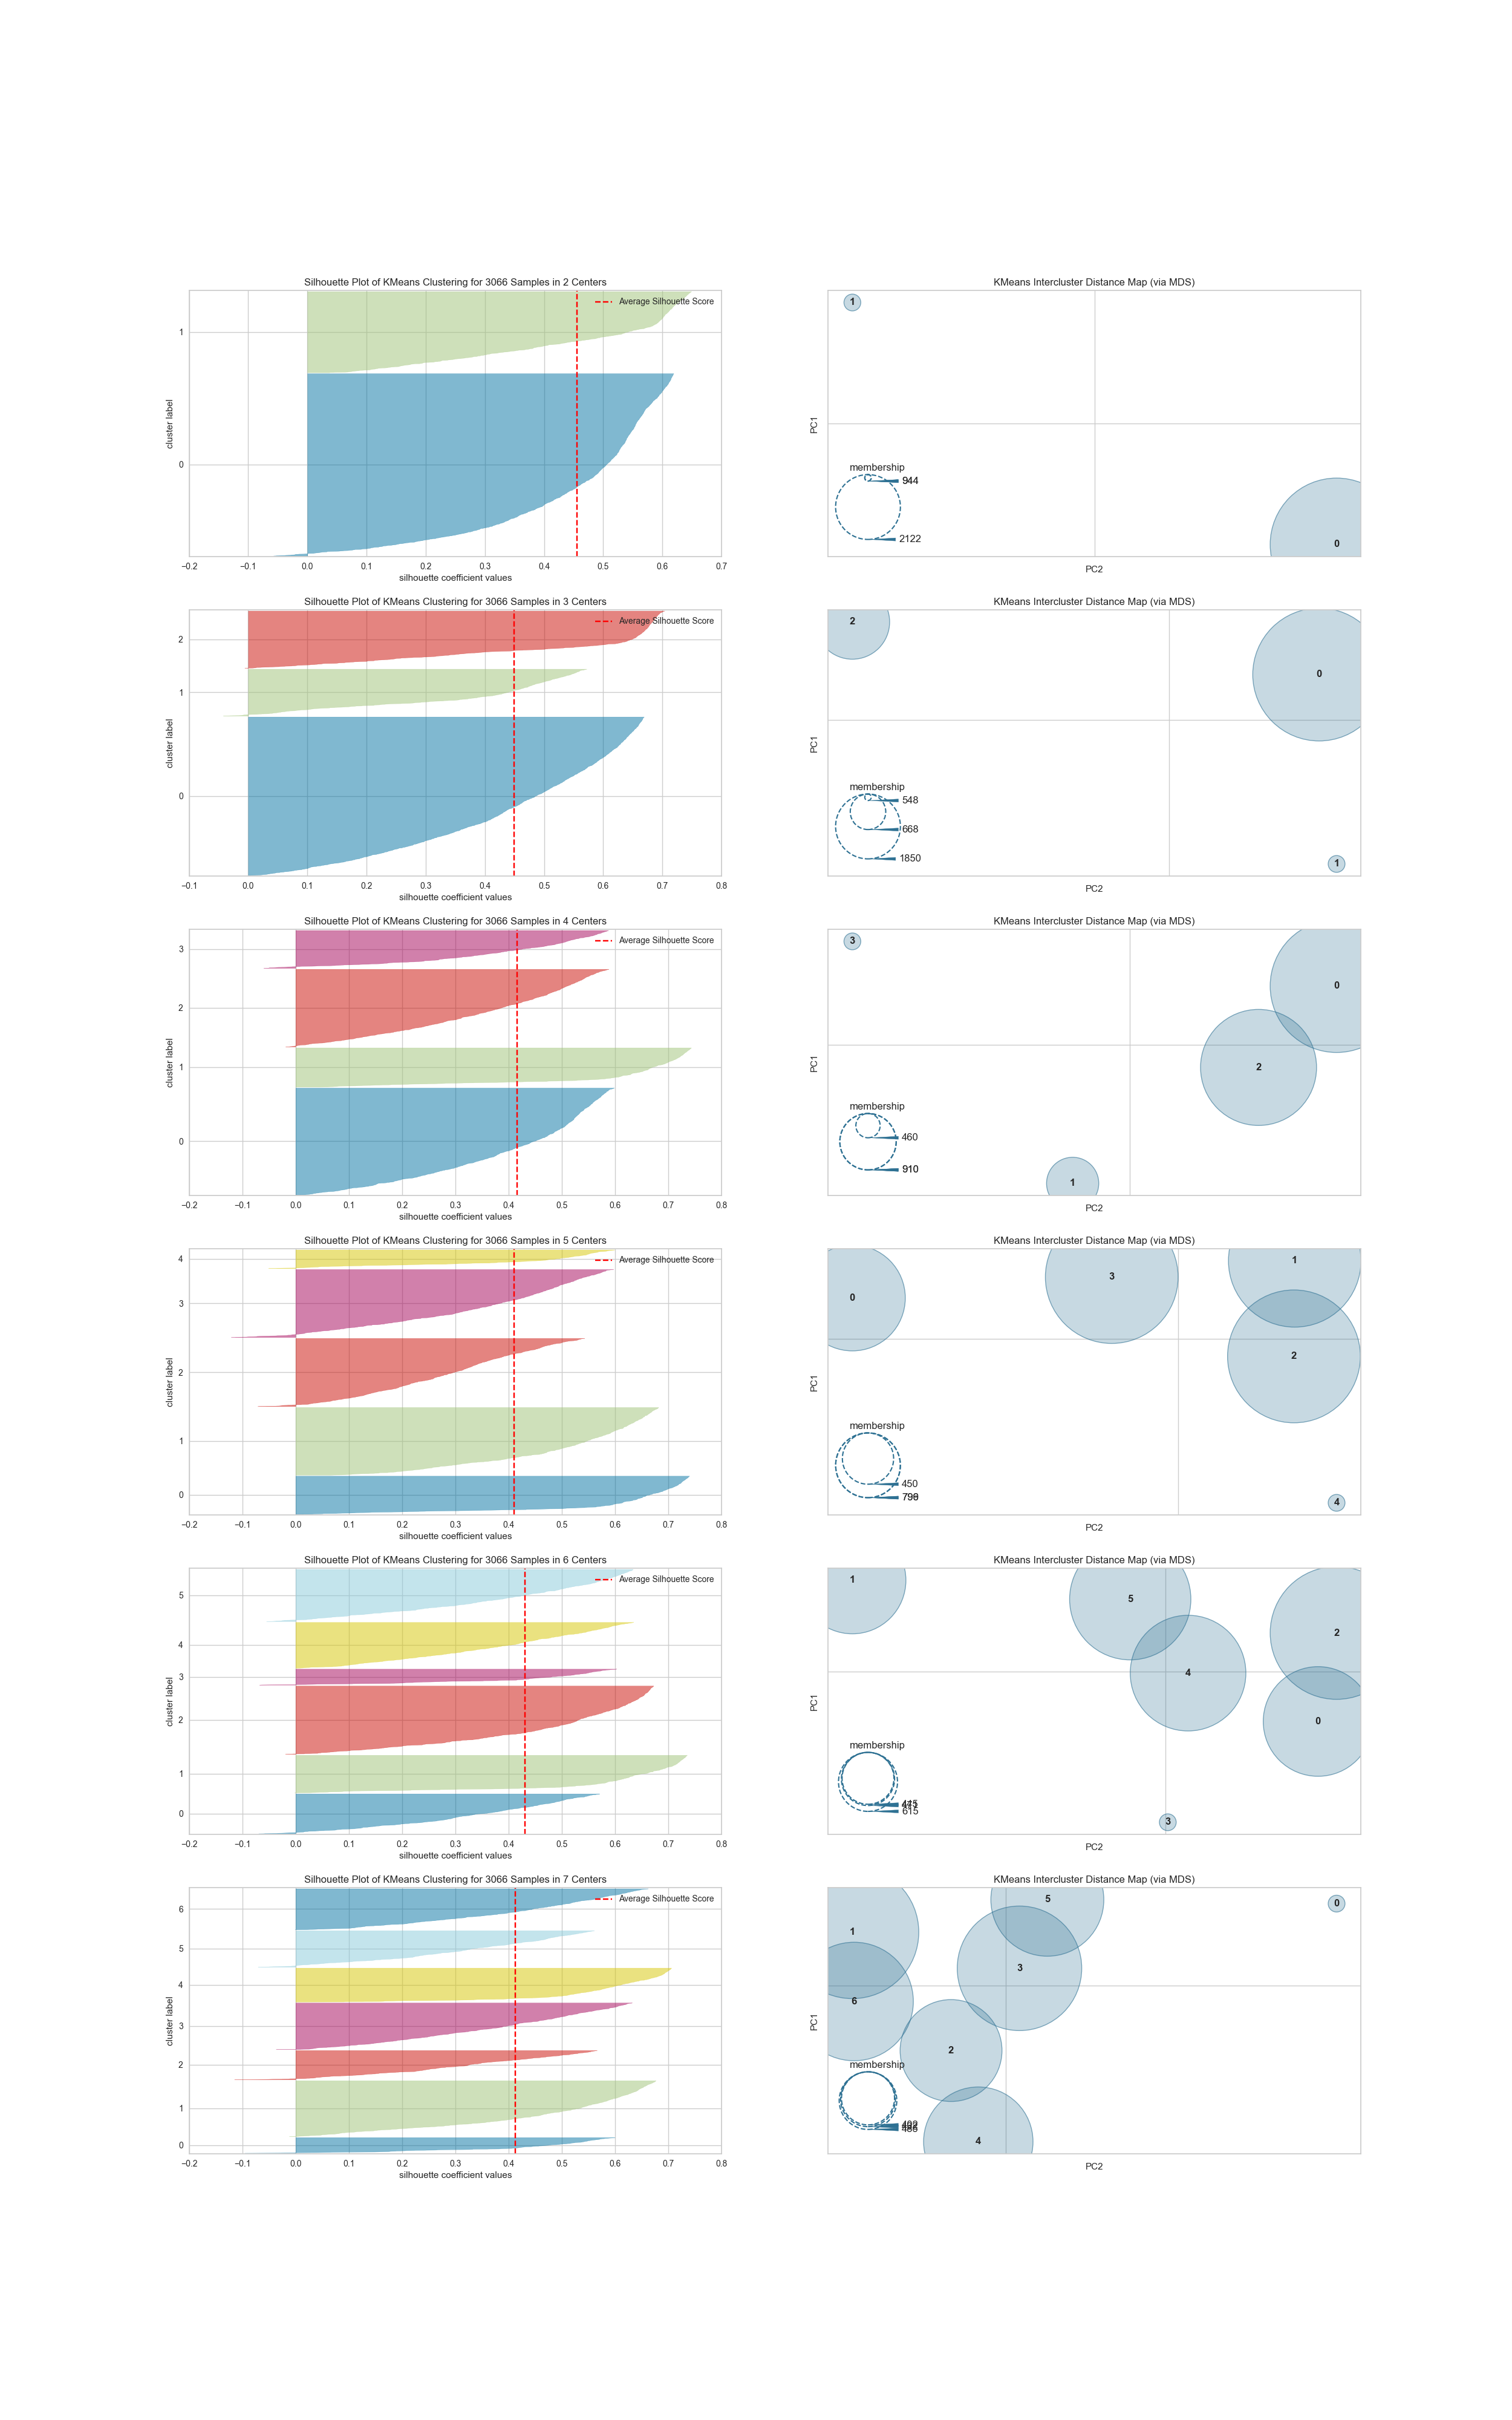 Silhouette Plot of KMeans Clustering for 3066 Samples in 2 Centers
Average Silhouette Score
cluster label
1
0
−0.2 −0.1 0.0 0.1 0.2 0.3 0.4 0.5 0.6 0.7
silhouette coefficient values
KMeans Intercluster Distance Map (via MDS)
1
PC1
membership
944
2122
0
PC2
Silhouette Plot of KMeans Clustering for 3066 Samples in 3 Centers
Average Silhouette Score
cluster label
2
1
0
−0.1 0.0 0.1 0.2 0.3 0.4 0.5 0.6 0.7 0.8
silhouette coefficient values
KMeans Intercluster Distance Map (via MDS)
2
0
PC1
membership
548
668
1850
1
PC2
Silhouette Plot of KMeans Clustering for 3066 Samples in 4 Centers
Average Silhouette Score
cluster label
3
2
1
0
−0.2 −0.1 0.0 0.1 0.2 0.3 0.4 0.5 0.6 0.7 0.8
silhouette coefficient values
KMeans Intercluster Distance Map (via MDS)
3
0
PC1
2
membership
460
910
1
PC2
Silhouette Plot of KMeans Clustering for 3066 Samples in 5 Centers
Average Silhouette Score
cluster label
4
3
2
1
0
−0.2 −0.1 0.0 0.1 0.2 0.3 0.4 0.5 0.6 0.7 0.8
silhouette coefficient values
KMeans Intercluster Distance Map (via MDS)
1
3
0
2
PC1
membership
450
4
PC2
Silhouette Plot of KMeans Clustering for 3066 Samples in 6 Centers
Average Silhouette Score
cluster label
5
4
3
2
1
0
−0.2 −0.1 0.0 0.1 0.2 0.3 0.4 0.5 0.6 0.7 0.8
silhouette coefficient values
KMeans Intercluster Distance Map (via MDS)
1
5
2
4
PC1
0
membership
615
3
PC2
Silhouette Plot of KMeans Clustering for 3066 Samples in 7 Centers
Average Silhouette Score
cluster label
6
5
4
3
2
1
0
−0.2 −0.1 0.0 0.1 0.2 0.3 0.4 0.5 0.6 0.7 0.8
silhouette coefficient values
KMeans Intercluster Distance Map (via MDS)
5
0
1
3
6
PC1
2
membership
4
PC2